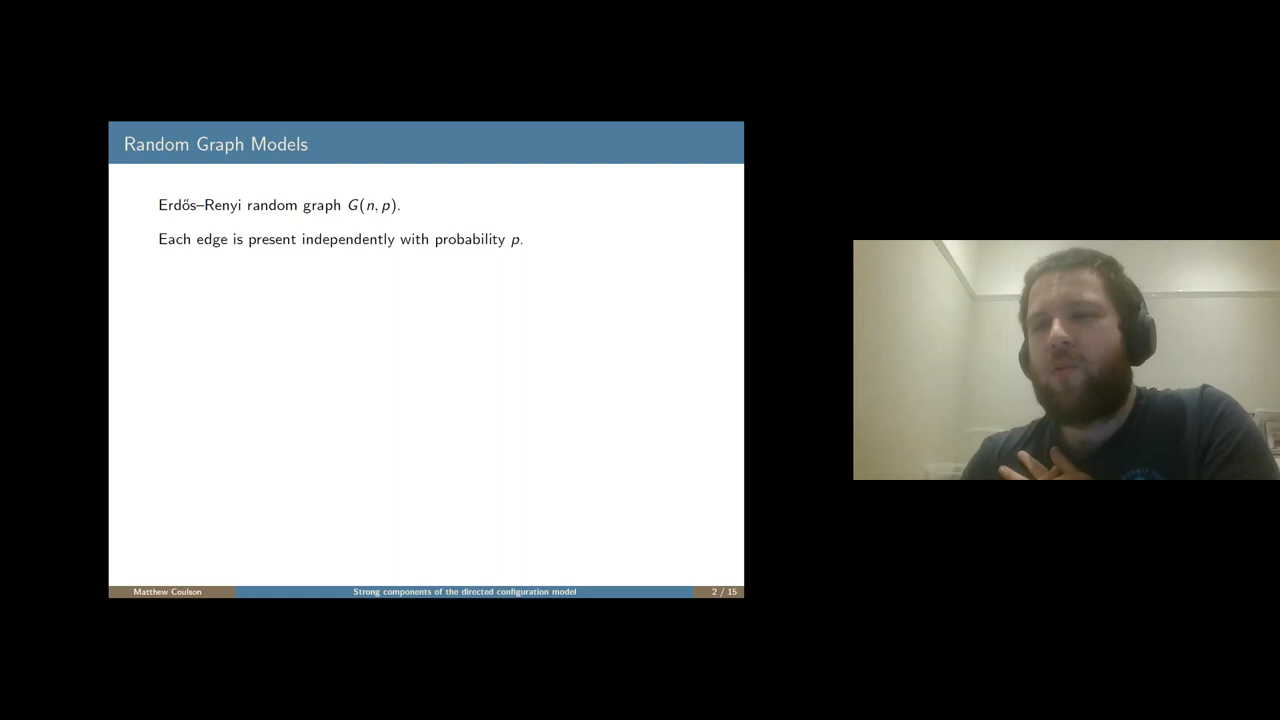 Random Graph Models
Erdős–Renyi random graph G(n, p).
Each edge is present independently with probability p.
Matthew Coulson
Strong components of the directed configuration model
2 / 15